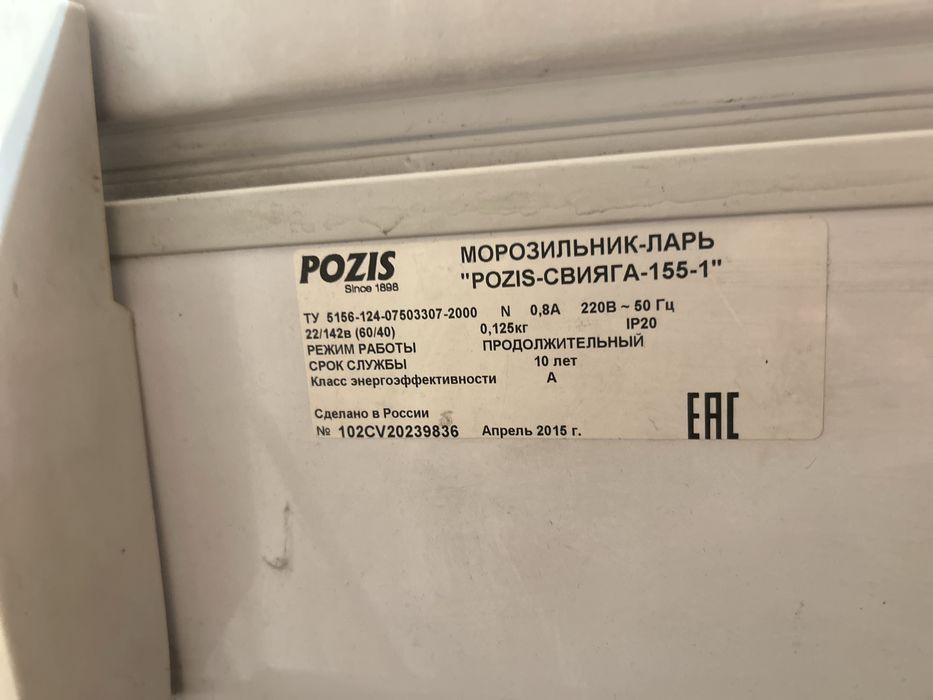 POZIS
Since 1898
МОРОЗИЛЬНИК-ЛАРЬ
"POZIS-СВИЯГА-155-1"
ТУ 5156-124-07503307-2000 N 0,8А 220В ~ 50 Гц
22/142в (60/40) 0,125кг IP20
РЕЖИМ РАБОТЫ ПРОДОЛЖИТЕЛЬНЫЙ
СРОК СЛУЖБЫ 10 лет
Класс энергоэффективности А
Сделано в России
№ 102CV20239836 Апрель 2015 г.
EAC